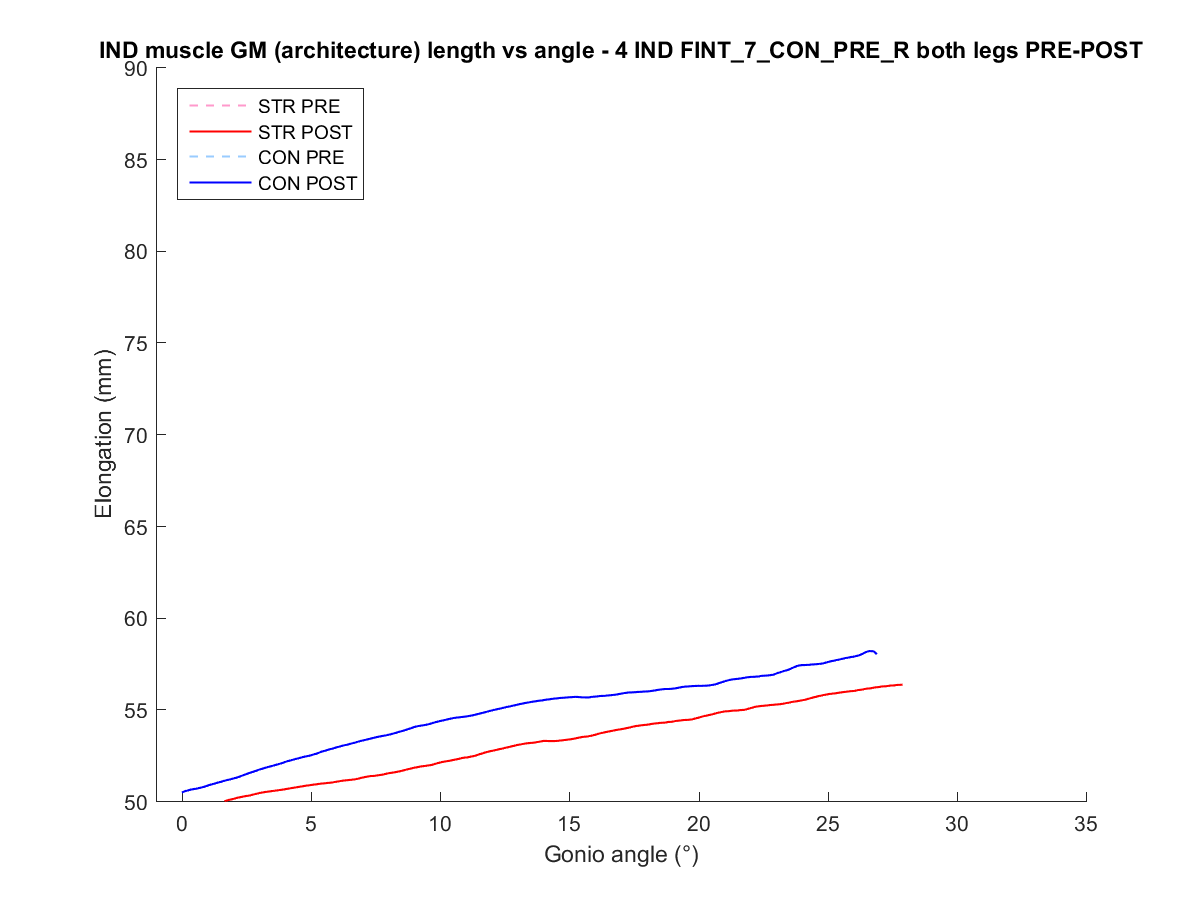 IND muscle GM (architecture) length vs angle - 4 IND FINT_7_CON_PRE_R both legs PRE-POST
90
85
80
75
70
65
60
55
50
Elongation (mm)
STR PRE
STR POST
CON PRE
CON POST
0 5 10 15 20 25 30 35
Gonio angle (°)